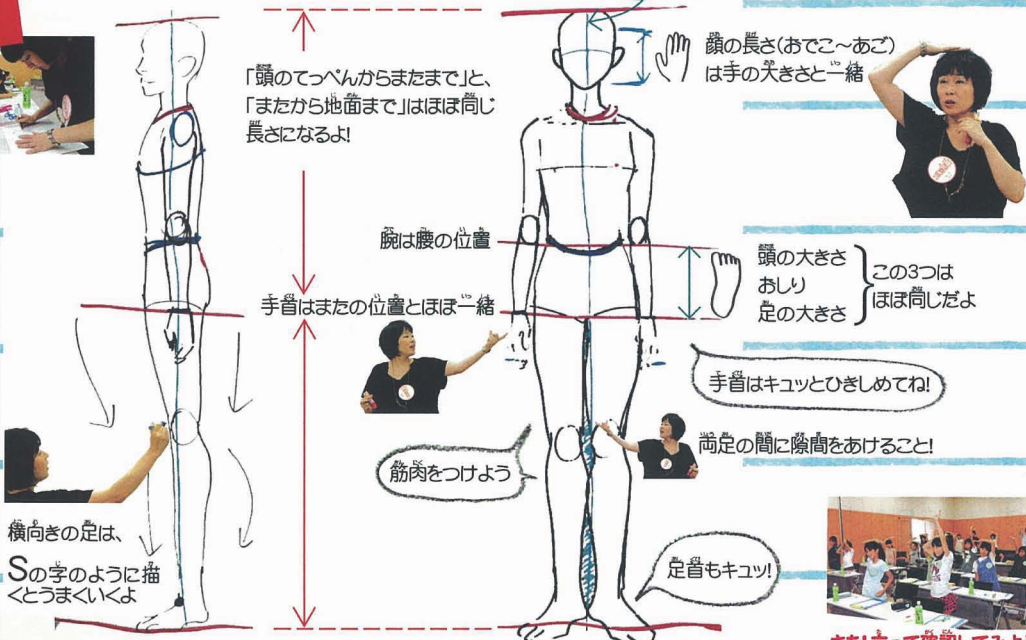 「頭のてっぺんからまたまで」と、
「またから地面まで」はほぼ同じ
長さになるよ!
顔の長さ(おでこ〜あご)
は手の大きさと一緒
腕は腰の位置
頭の大きさ
おしり
足の大きさ
この3つは
ほぼ同じだよ
手首はまたの位置とほぼ一緒
手首はキュッとひきしめてね!
両足の間に隙間をあけること!
筋肉をつけよう
横向きの足は、
Sの字のように描
くとうまくいくよ
足首もキュッ!